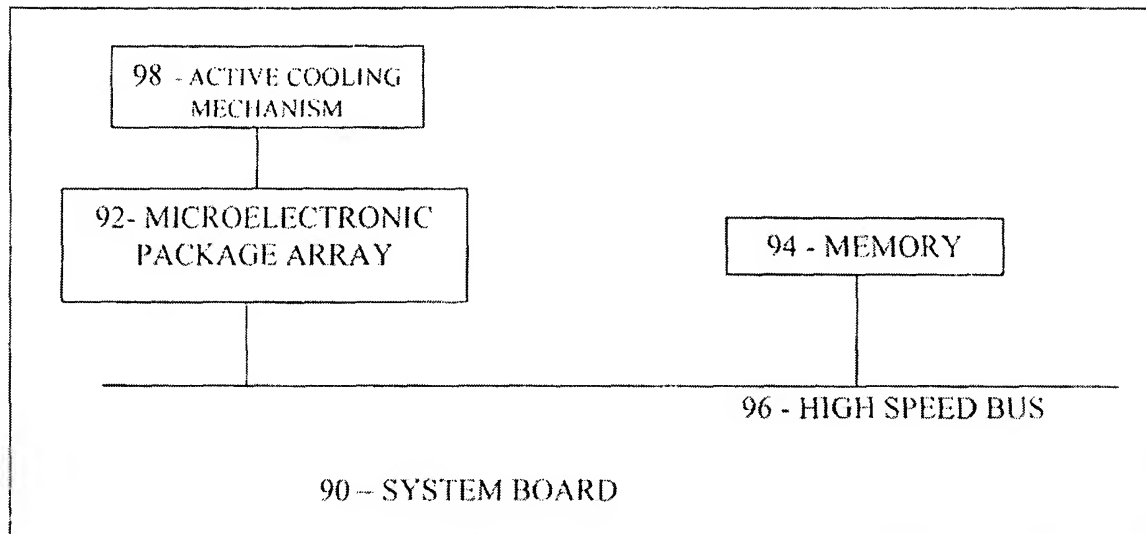 98 - ACTIVE COOLING
MECHANISM
92- MICROELECTRONIC
PACKAGE ARRAY
94 - MEMORY
96 - HIGH SPEED BUS
90 – SYSTEM BOARD